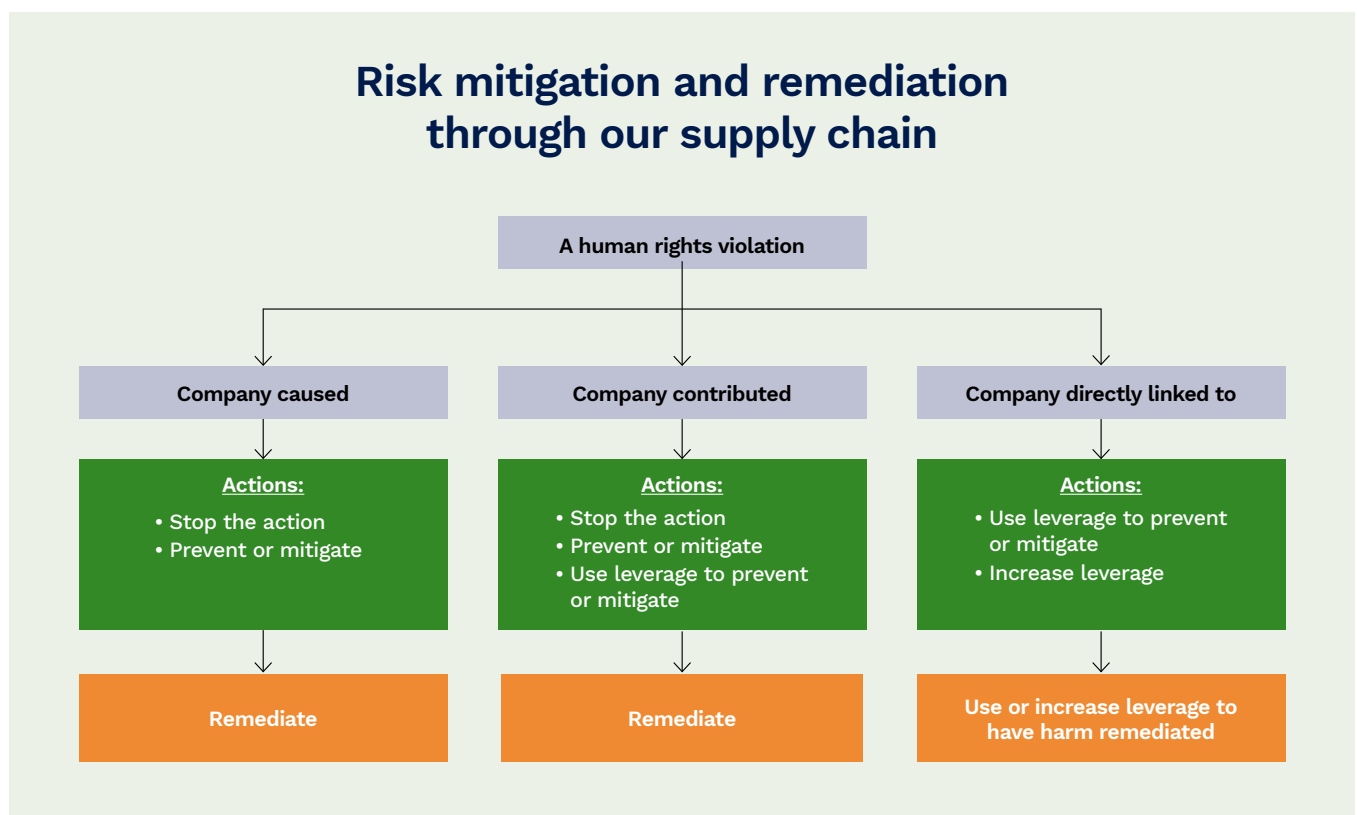 Risk mitigation and remediation
through our supply chain
A human rights violation
Company caused
Company contributed
Company directly linked to
Actions:
• Stop the action
• Prevent or mitigate
Actions:
• Stop the action
• Prevent or mitigate
• Use leverage to prevent
or mitigate
Actions:
• Use leverage to prevent
or mitigate
• Increase leverage
Remediate
Remediate
Use or increase leverage to
have harm remediated